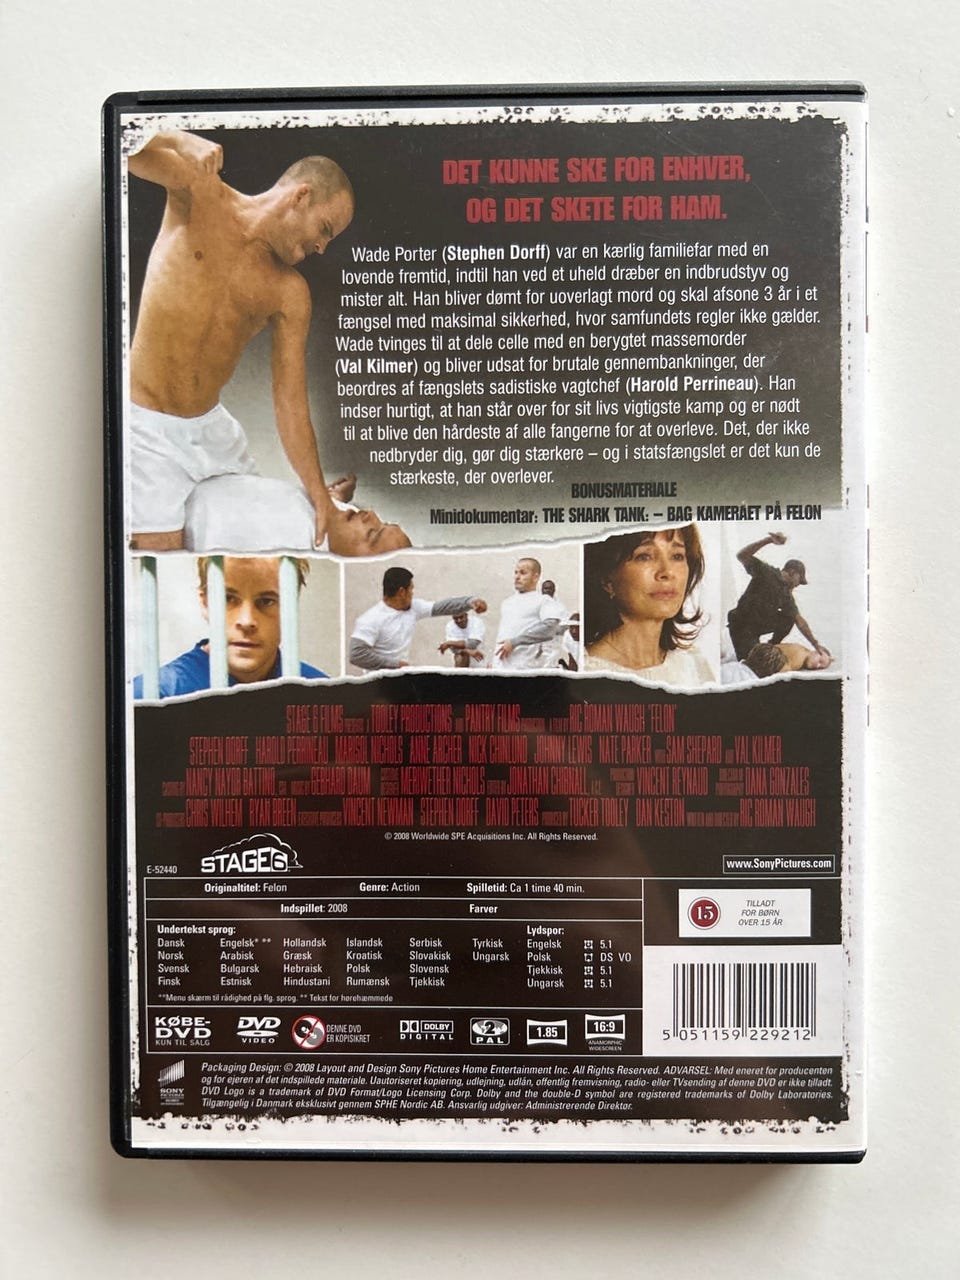 DET KUNNE SKE FOR ENHVER,
OG DET SKETE FOR HAM.
Wade Porter (Stephen Dorff) var en kærlig familiefar med en
lovende fremtid, indtil han ved et uheld dræber en indbrudstyv og
mister alt. Han bliver dømt for uoverlagt mord og skal afsone 3 år i et
fængsel med maksimal sikkerhed, hvor samfundets regler ikke gælder.
Wade tvinges til at dele celle med en berygtet massemorder
(Val Kilmer) og bliver udsat for brutale gennembankninger, der
beordres af fængslets sadistiske vagtchef (Harold Perrineau). Han
indser hurtigt, at han står over for sit livs vigtigste kamp og er nødt
til at blive den hårdeste af alle fangerne for at overleve. Det, der ikke
nedbryder dig, gør dig stærkere – og i statsfængslet er det kun de
stærkeste, der overlever.
BONUSMATERIALE
Minidokumentar: THE SHARK TANK: – BAG KAMERAET PÅ FELON
STAGE 6 FILMS TOOLEY PRODUCTIONS AND PANTRY FILMS RIC ROMAN WAUGH "FELON"
STEPHEN DORFF HAROLD PERRINEAU MARISOL NICHOLS ANNE ARCHER NICK CHINLUND JOHNNY LEWIS NATE PARKER SAM SHEPARD AND VAL KILMER
NANCY NAYOR BATTINO, GERHARD DAUM MERIWETHER NICHOLS JONATHAN CHIBNALL VINCENT REYNAUD DANA GONZALES
CO-PRODUCERS CHRIS WILHEM RYAN BREEN EXECUTIVE PRODUCERS VINCENT NEWMAN STEPHEN DORFF DAVID PETERS PRODUCED BY TUCKER TOOLEY DAN KESTON WRITTEN AND DIRECTED BY RIC ROMAN WAUGH
© 2008 Worldwide SPE Acquisitions Inc. All Rights Reserved.
E-52440
STAGE6
www.SonyPictures.com
Originaltitel: Felon Genre: Action Spilletid: Ca 1 time 40 min.
Indspillet: 2008 Farver
15
TILLADT
FOR BØRN
OVER 15 ÅR
Undertekst sprog: Lydspor:
Dansk Engelsk* ** Hollandsk Islandsk Serbisk Tyrkisk Engelsk 5.1
Norsk Arabisk Græsk Kroatisk Slovakisk Ungarsk Polsk DS VO
Svensk Bulgarsk Hebraisk Polsk Slovensk Tjekkisk 5.1
Finsk Estnisk Hindustani Rumænsk Tjekkisk Ungarsk 5.1
**Menu skærm til rådighed på flg. sprog. ** Tekst for hørehæmmede
KØBE-
DVD
KUN TIL SALG
DVD
VIDEO
DENNE DVD
ER KOPISIKRET
DOLBY
DIGITAL
2
PAL
1.85
16:9
ANAMORPHIC
WIDESCREEN
5 051159 229212
SONY
PICTURES
Packaging Design: © 2008 Layout and Design Sony Pictures Home Entertainment Inc. All Rights Reserved. ADVARSEL: Med eneret for producenten
og for ejeren af det indspillede materiale. Uautoriseret kopiering, udlejning, udlån, offentlig fremvisning, radio- eller TVsending af denne DVD er ikke tilladt.
DVD Logo is a trademark of DVD Format/Logo Licensing Corp. Dolby and the double-D symbol are registered trademarks of Dolby Laboratories.
Tilgængelig i Danmark eksklusivt gennem SPHE Nordic AB. Ansvarlig udgiver: Administrerende Direktør.